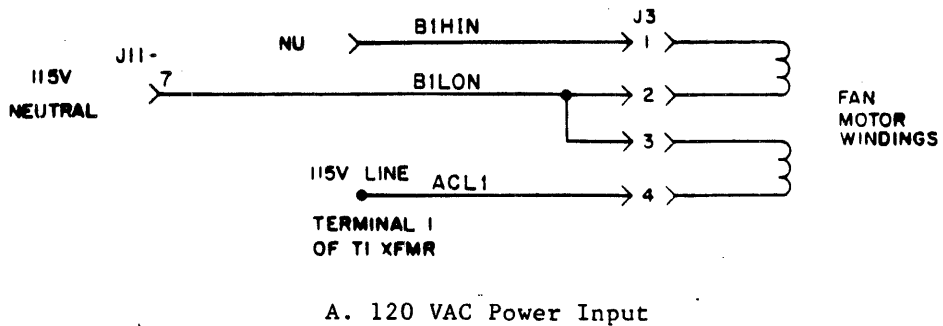 B1HIN
J3
NU
1
J11-
7
115V
NEUTRAL
B1LON
2
FAN
MOTOR
WINDINGS
3
115V LINE
ACL1
4
TERMINAL 1
OF T1 XFMR
A. 120 VAC Power Input